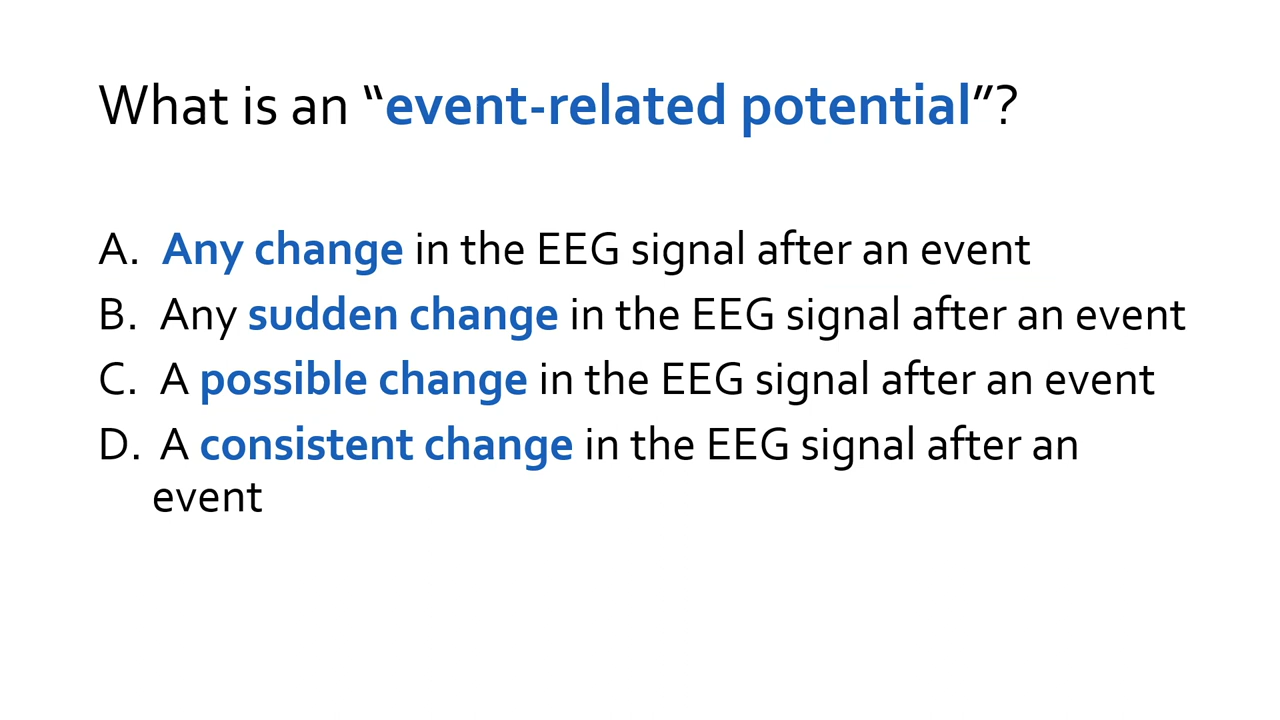 What is an “event-related potential”?
A. Any change in the EEG signal after an event
B. Any sudden change in the EEG signal after an event
C. A possible change in the EEG signal after an event
D. A consistent change in the EEG signal after an
event